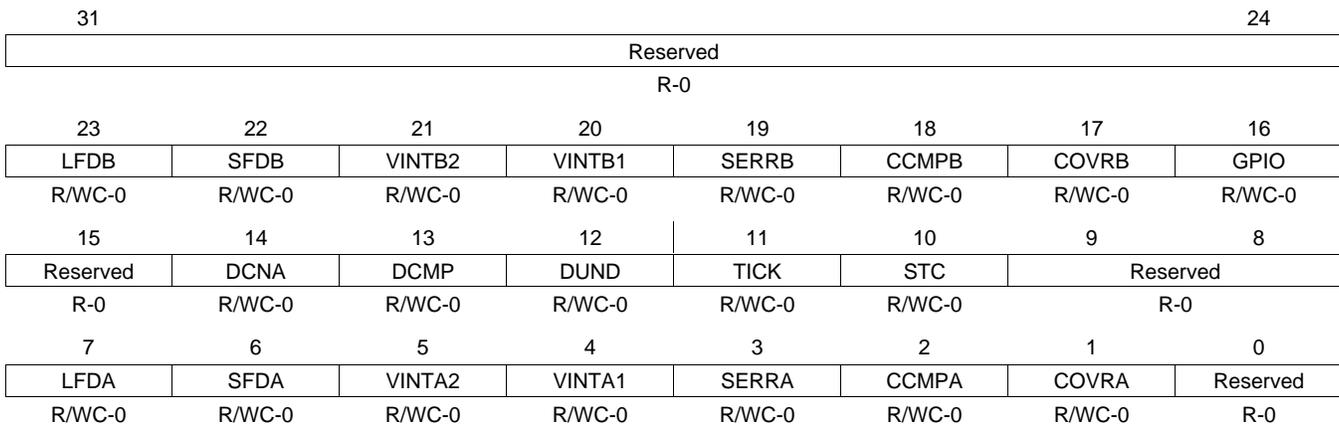 31 24
Reserved
R-0
23 22 21 20 19 18 17 16
LFDB SFDB VINTB2 VINTB1 SERRB CCMPB COVRB GPIO
R/WC-0 R/WC-0 R/WC-0 R/WC-0 R/WC-0 R/WC-0 R/WC-0 R/WC-0
15 14 13 12 11 10 9 8
Reserved DCNA DCMP DUND TICK STC Reserved
R-0 R/WC-0 R/WC-0 R/WC-0 R/WC-0 R/WC-0 R-0
7 6 5 4 3 2 1 0
LFDA SFDA VINTA2 VINTA1 SERRA CCMPA COVRA Reserved
R/WC-0 R/WC-0 R/WC-0 R/WC-0 R/WC-0 R/WC-0 R/WC-0 R-0